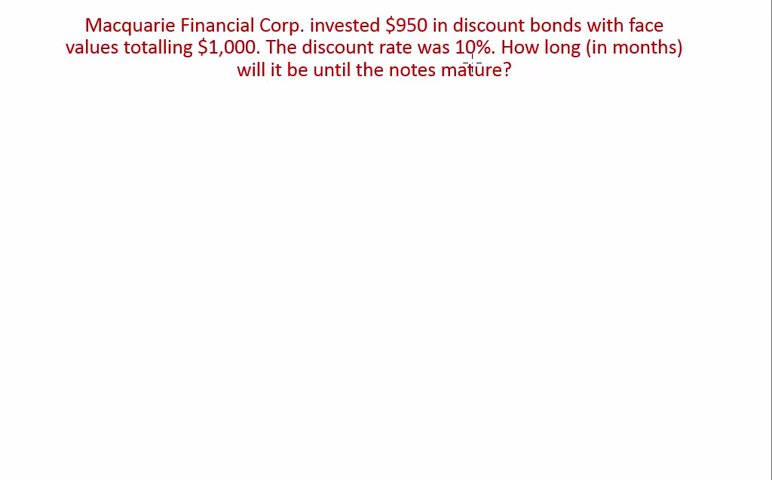 Macquarie Financial Corp. invested $950 in discount bonds with face
values totalling $1,000. The discount rate was 10%. How long (in months)
will it be until the notes mature?